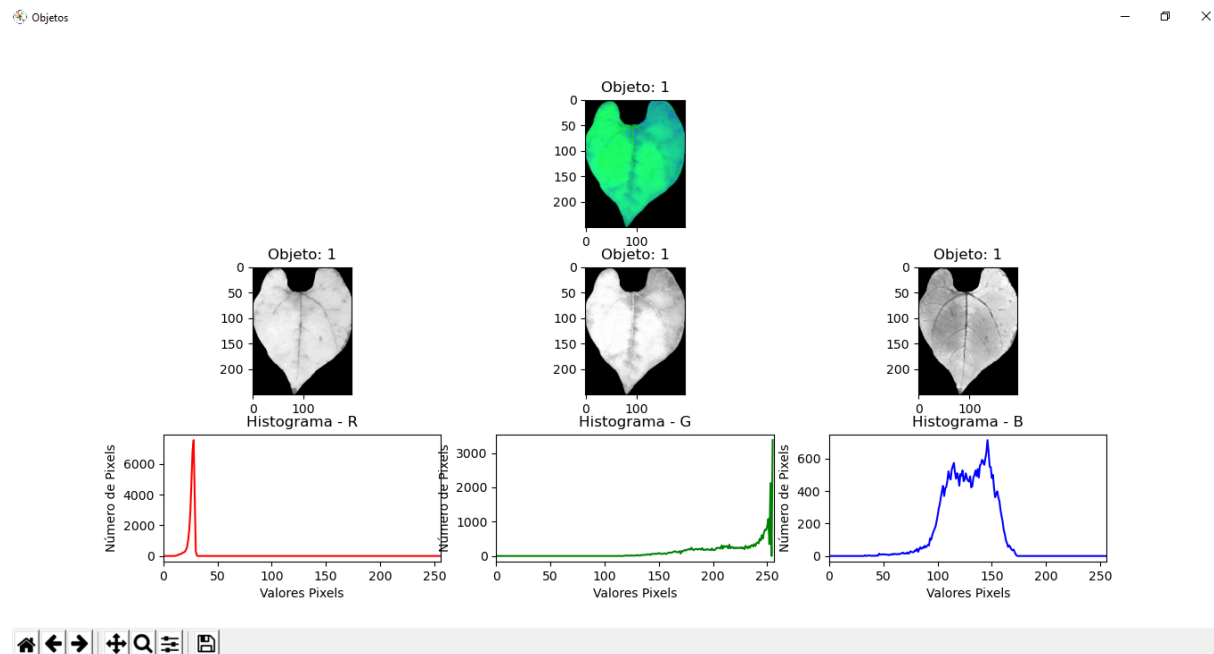 Objetos
Objeto: 1
0
50
100
150
200
0 100
Objeto: 1 Objeto: 1 Objeto: 1
0 0 0
50 50 50
100 100 100
150 150 150
200 200 200
0 100 0 100 0 100
Histograma - R Histograma - G Histograma - B
Número de Pixels
6000
4000
2000
0
0 50 100 150 200 250
Valores Pixels
Número de Pixels
3000
2000
1000
0
0 50 100 150 200 250
Valores Pixels
Número de Pixels
600
400
200
0
0 50 100 150 200 250
Valores Pixels